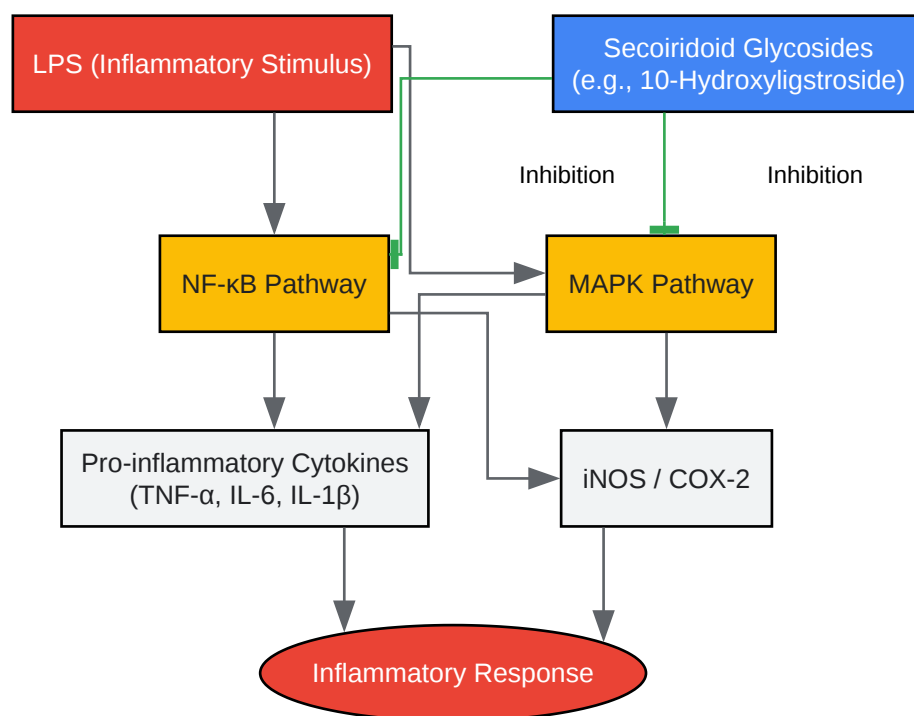 LPS (Inflammatory Stimulus)
Secoiridoid Glycosides
(e.g., 10-Hydroxyligstroside)
Inhibition
Inhibition
NF-κB Pathway
MAPK Pathway
Pro-inflammatory Cytokines
(TNF-α, IL-6, IL-1β)
iNOS / COX-2
Inflammatory Response